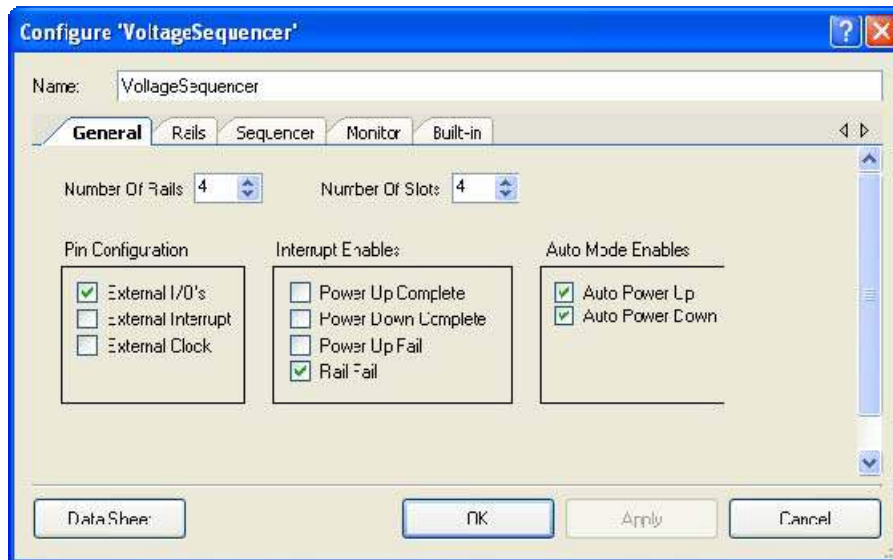 Configure 'VoltageSequencer'
Name: VoltageSequencer
General Rails Sequencer Monitor Built-in
Number Of Rails 4 Number Of Slots 4
Pin Configuration Interrupt Enables Auto Mode Enables
External I/O's Power Up Complete Auto Power Up
External Interrupt Power Down Complete Auto Power Down
External Clock Power Up Fail
Rail Fail
Data Sheet OK Apply Cancel